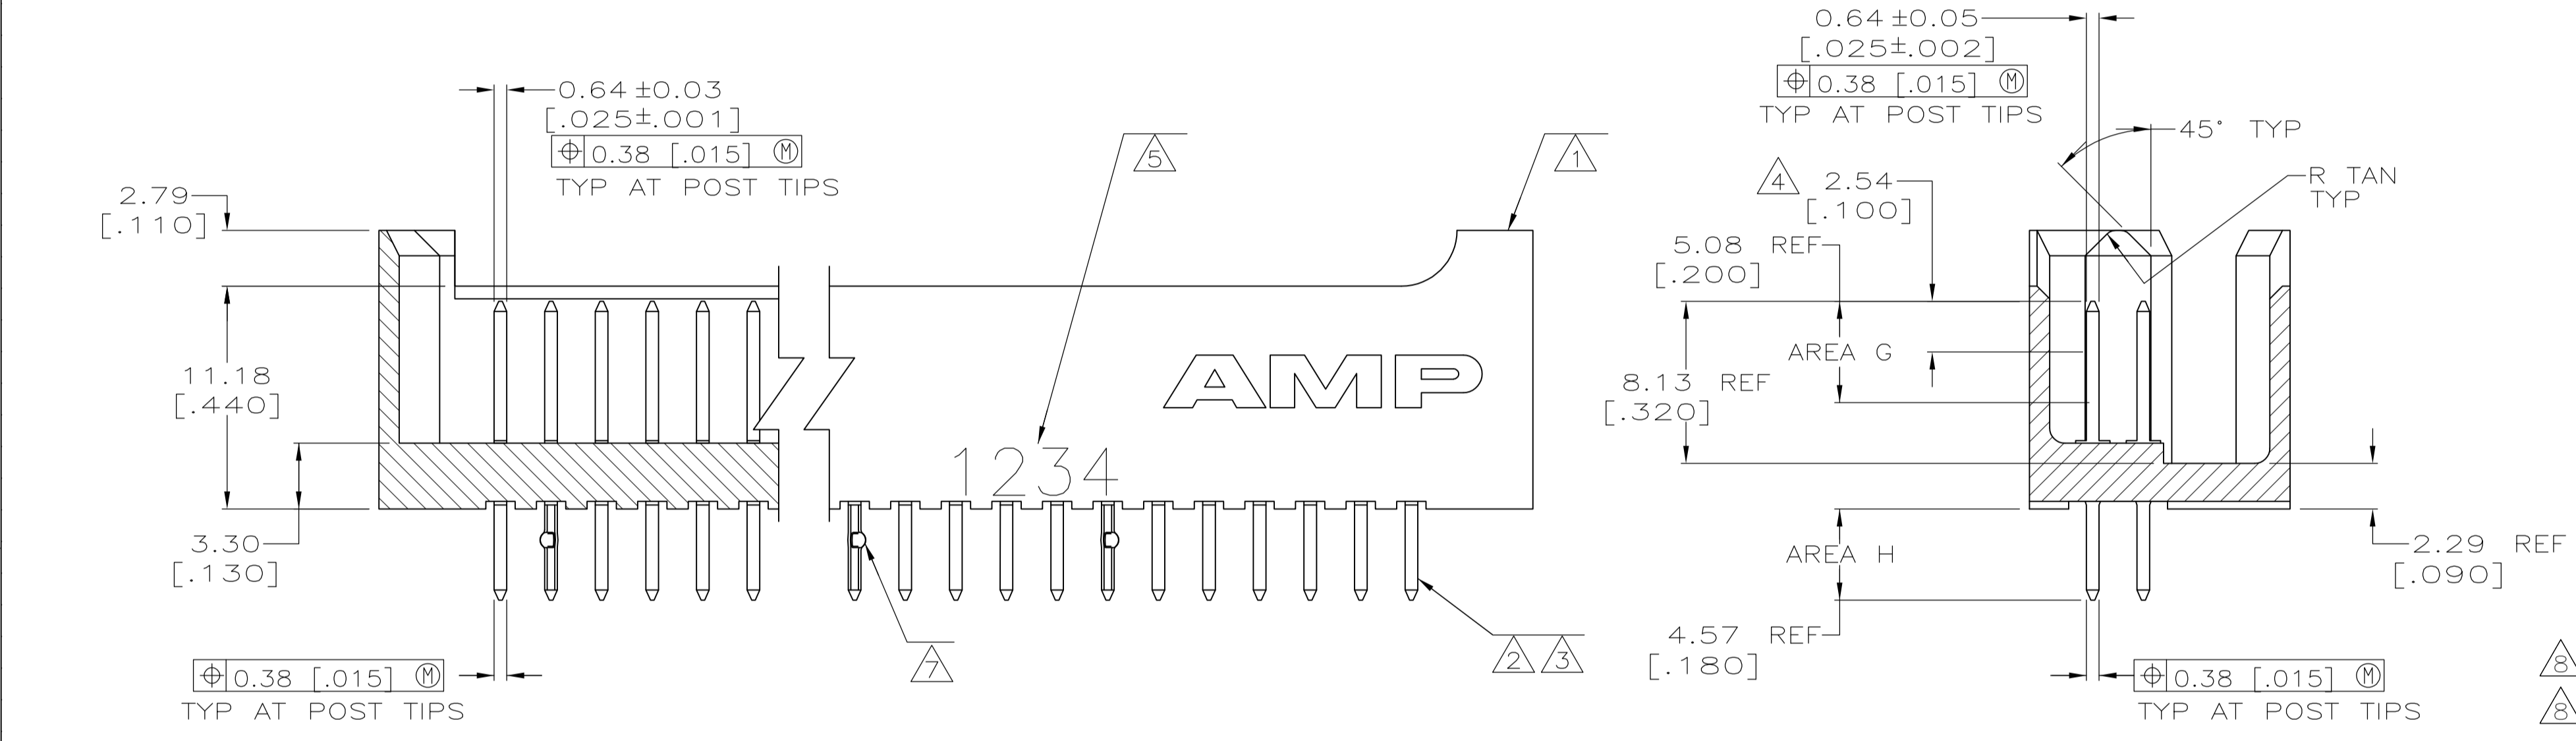 0.64 ±0.03
[.025±.001]
⌖ 0.38 [.015] Ⓜ
TYP AT POST TIPS
2.79
[.110]
11.18
[.440]
3.30
[.130]
⌖ 0.38 [.015] Ⓜ
TYP AT POST TIPS
5
1
AMP
1234
7
2 3
0.64 ±0.05
[.025±.002]
⌖ 0.38 [.015] Ⓜ
TYP AT POST TIPS
45° TYP
R TAN
TYP
4 2.54
[.100]
5.08 REF
[.200]
AREA G
8.13 REF
[.320]
AREA H
4.57 REF
[.180]
2.29 REF
[.090]
⌖ 0.38 [.015] Ⓜ
TYP AT POST TIPS
8
8